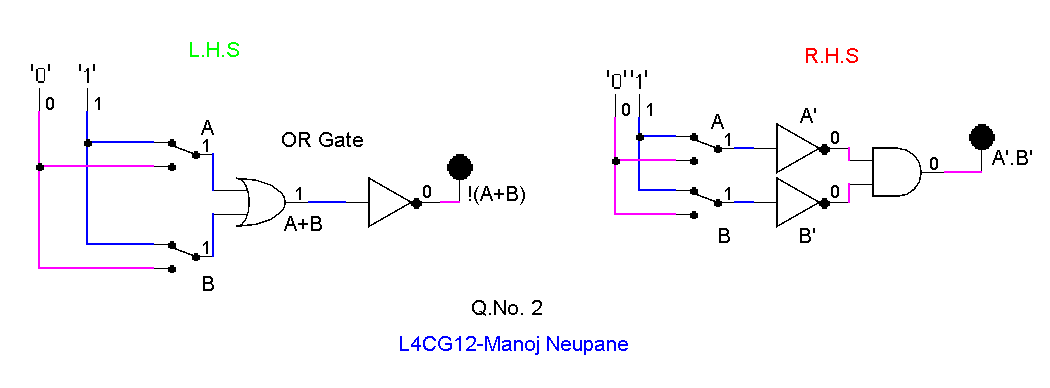 L.H.S
'0' '1'
0 1
A
1
OR Gate
1
A+B
0
!(A+B)
1
B
R.H.S
'0' '1'
0 1
A
1
A'
0
1
B
0
B'
0
A'.B'
Q.No. 2
L4CG12-Manoj Neupane